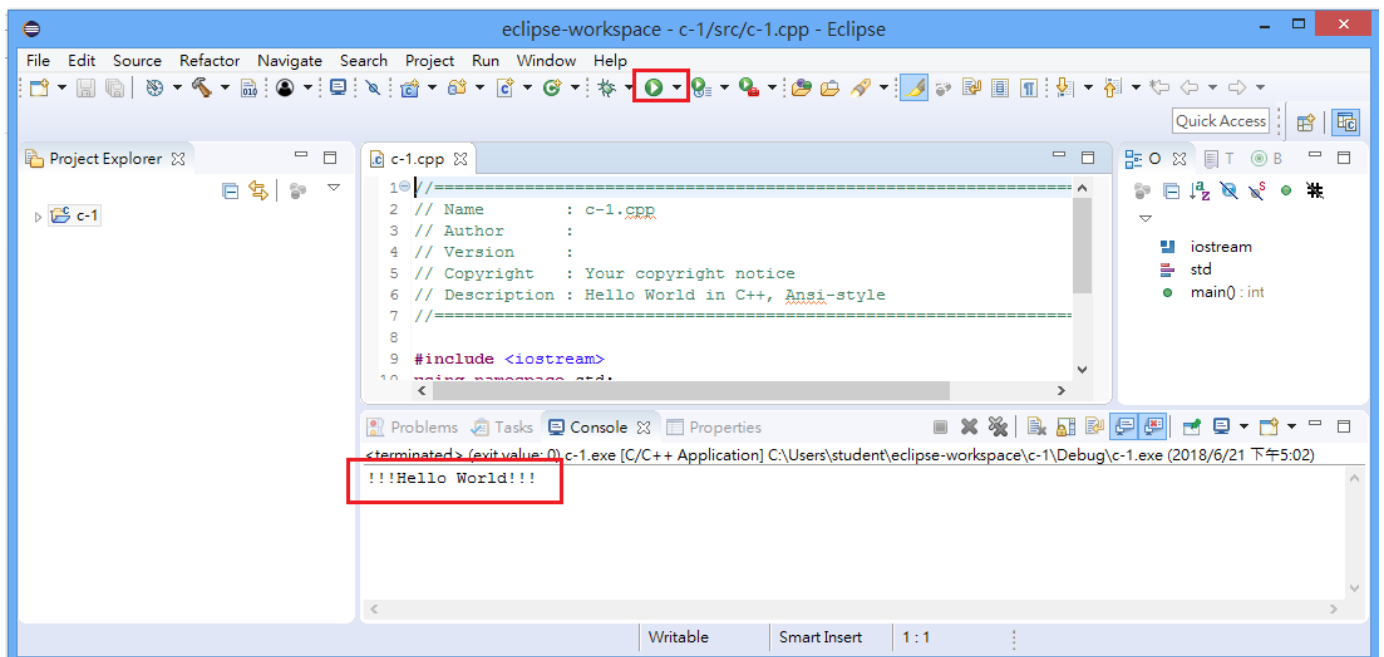 eclipse-workspace - c-1/src/c-1.cpp - Eclipse
File Edit Source Refactor Navigate Search Project Run Window Help
Quick Access
Project Explorer
c-1
c-1.cpp
1 //==============================================================================
2 // Name        : c-1.cpp
3 // Author      :
4 // Version     :
5 // Copyright   : Your copyright notice
6 // Description : Hello World in C++, Ansi-style
7 //==============================================================================
8
9 #include <iostream>
10 using namespace std;
O T B
iostream
std
main() : int
Problems Tasks Console Properties
<terminated> (exit value: 0) c-1.exe [C/C++ Application] C:\Users\student\eclipse-workspace\c-1\Debug\c-1.exe (2018/6/21 下午5:02)
!!!Hello World!!!
Writable Smart Insert 1 : 1